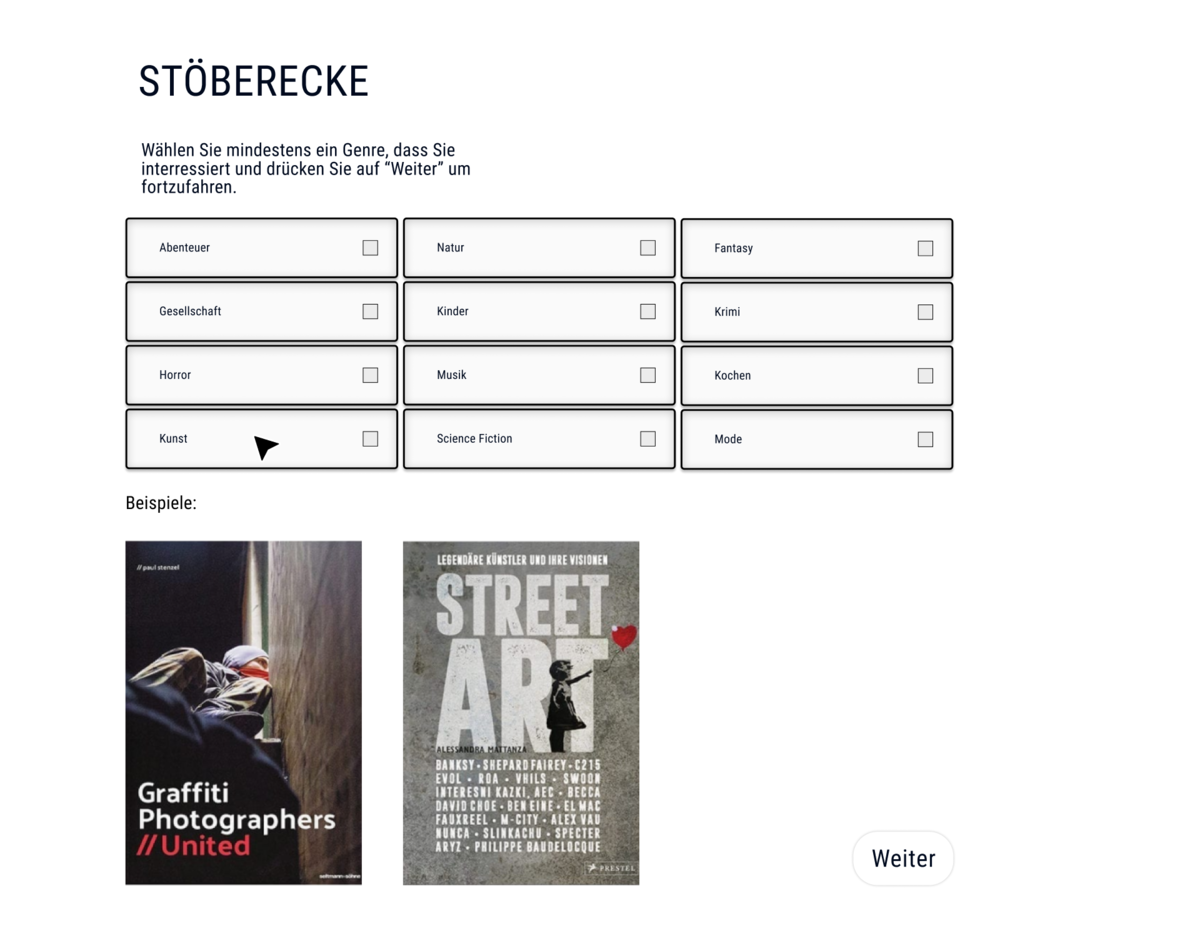 STÖBERECKE
Wählen Sie mindestens ein Genre, dass Sie
interressiert und drücken Sie auf “Weiter” um
fortzufahren.
Abenteuer
Natur
Fantasy
Gesellschaft
Kinder
Krimi
Horror
Musik
Kochen
Kunst
Science Fiction
Mode
Beispiele:
// paul stenzel
Graffiti
Photographers
// United
LEGENDÄRE KÜNSTLER UND IHRE VISIONEN
STREET
ART
ALESSANDRA MATTANZA
BANKSY • SHEPARD FAIREY • C215
EVOL • ROA • VHILS • SWOON
INTERESNI KAZKI, AEC • BECCA
DAVID CHOE • BEN EINE • EL MAC
FAUXREEL • M-CITY • ALEX VAU
NUNCA • SLINKACHU • SPECTER
ARYZ • PHILIPPE BAUDELOCQUE
PRESTEL
Weiter